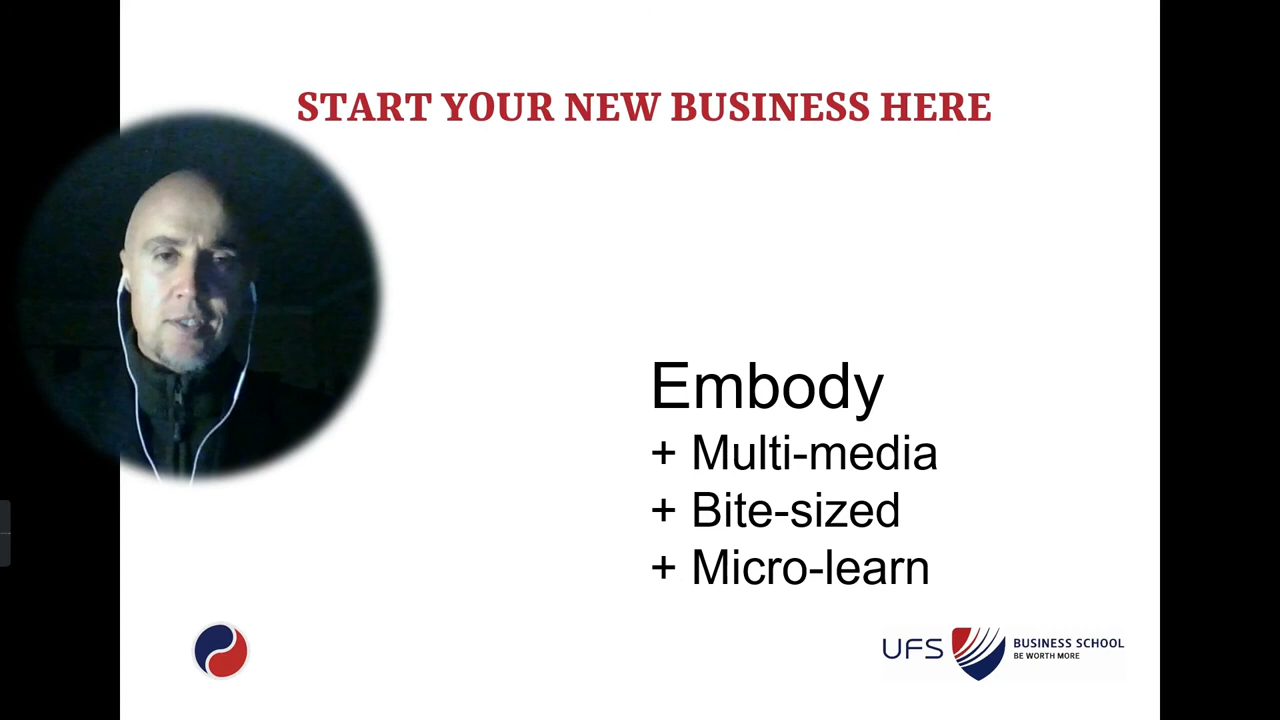 START YOUR NEW BUSINESS HERE
Embody
+ Multi-media
+ Bite-sized
+ Micro-learn
UFS BUSINESS SCHOOL
BE WORTH MORE